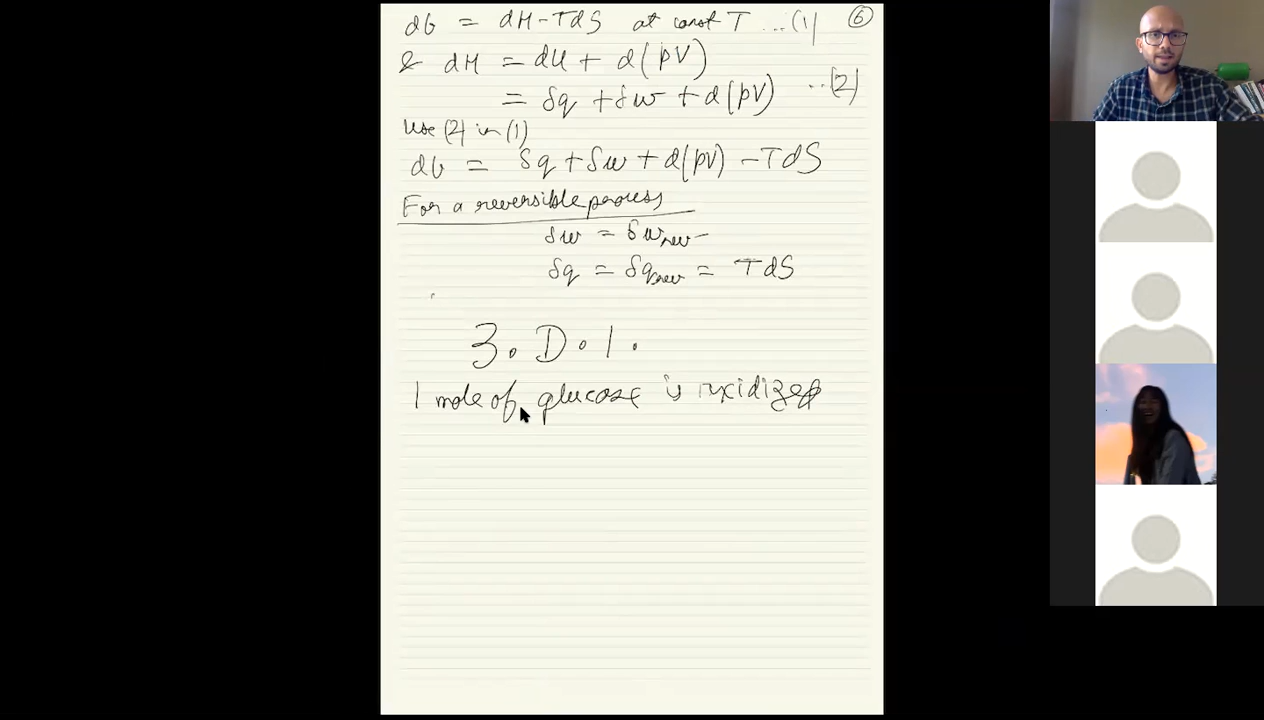 dG = dH - TdS at const T ...(1)
⑥
& dH = dU + d(pV)
= δq + δw + d(pV) ...(2)
Use (2) in (1)
dG = δq + δw + d(pV) - TdS
For a reversible process
δw = δw_rev
δq = δq_rev = TdS
3. D. 1.
1 mole of glucose is oxidized